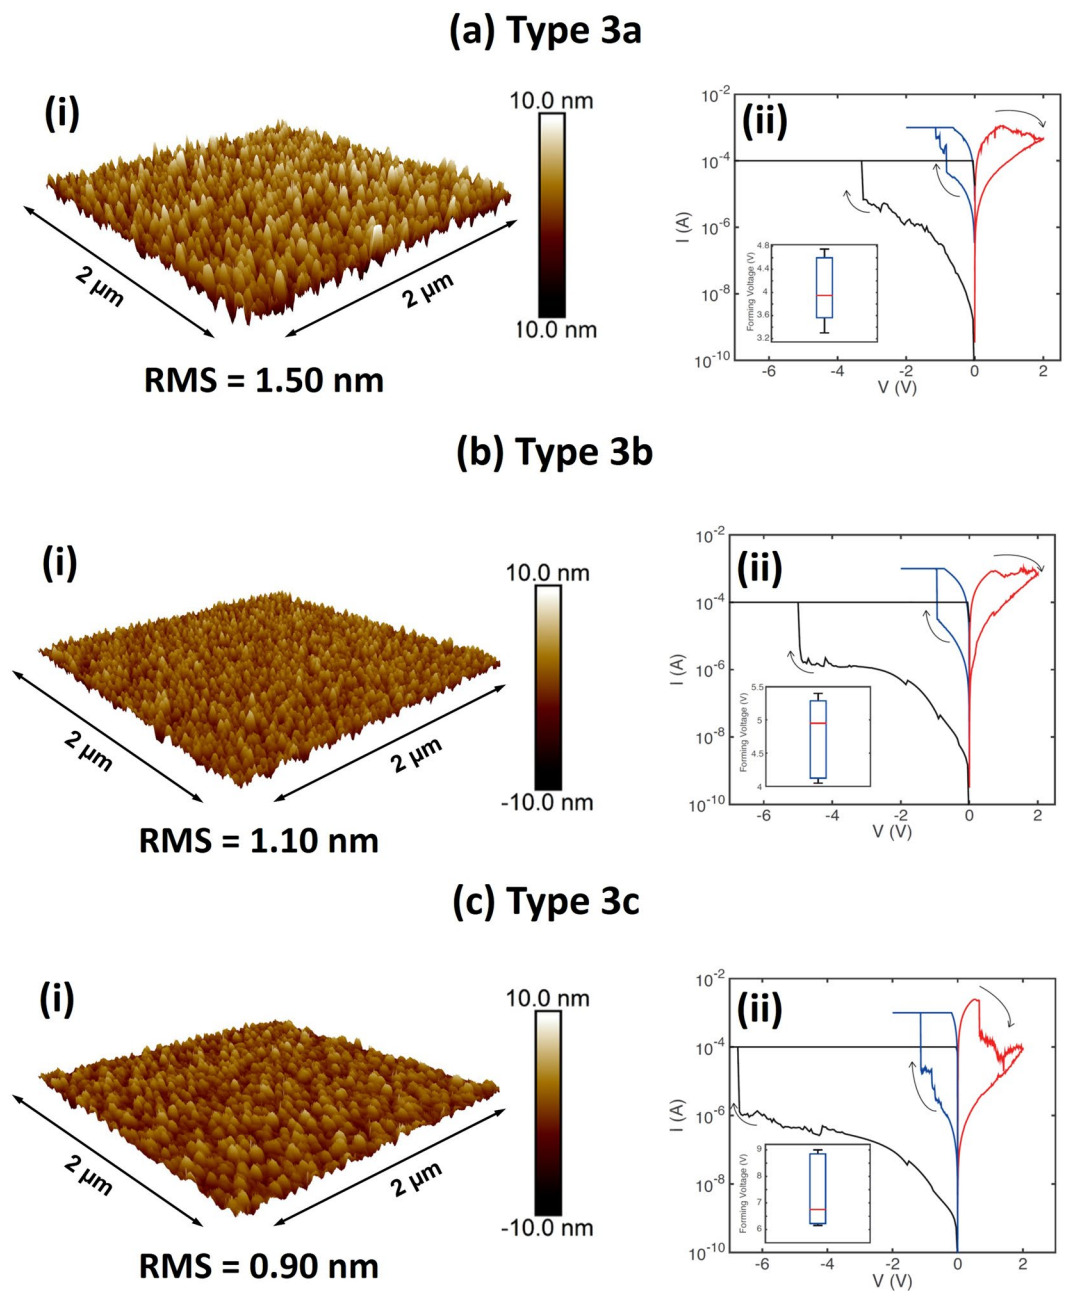 (a) Type 3a
(i)
10.0 nm
10.0 nm
2 µm
2 µm
RMS = 1.50 nm
(ii)
10-2
10-4
10-6
10-8
10-10
I (A)
-6
-4
-2
0
2
V (V)
Forming Voltage (V)
4.8
4.4
4
3.6
3.2
(b) Type 3b
(i)
10.0 nm
-10.0 nm
2 µm
2 µm
RMS = 1.10 nm
(ii)
10-2
10-4
10-6
10-8
10-10
I (A)
-6
-4
-2
0
2
V (V)
Forming Voltage (V)
5.5
5
4.5
4
(c) Type 3c
(i)
10.0 nm
-10.0 nm
2 µm
2 µm
RMS = 0.90 nm
(ii)
10-2
10-4
10-6
10-8
10-10
I (A)
-6
-4
-2
0
2
V (V)
Forming Voltage (V)
9
8
7
6